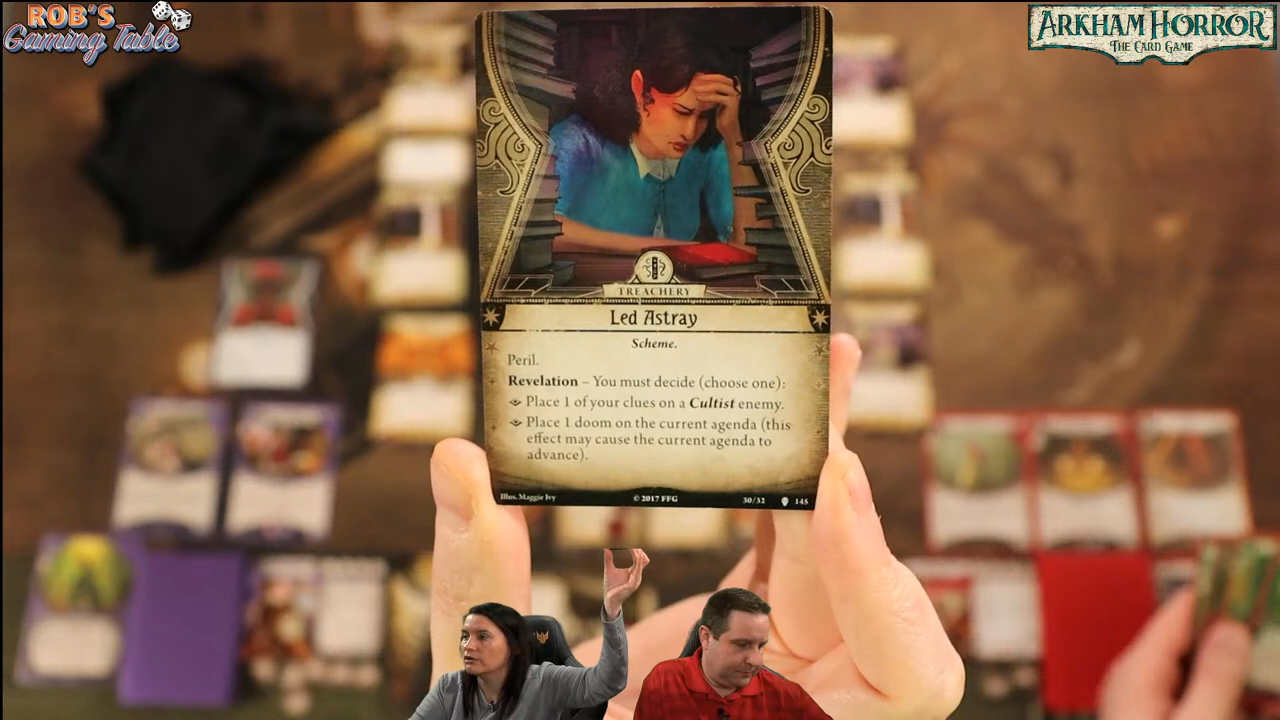 ROB'S
Gaming Table
ARKHAM HORROR
THE CARD GAME
TREACHERY
Led Astray
Scheme.
Peril.
Revelation – You must decide (choose one):
Place 1 of your clues on a Cultist enemy.
Place 1 doom on the current agenda (this
effect may cause the current agenda to
advance).
Illus. Maggie Ivy
© 2017 FFG
30/32
145